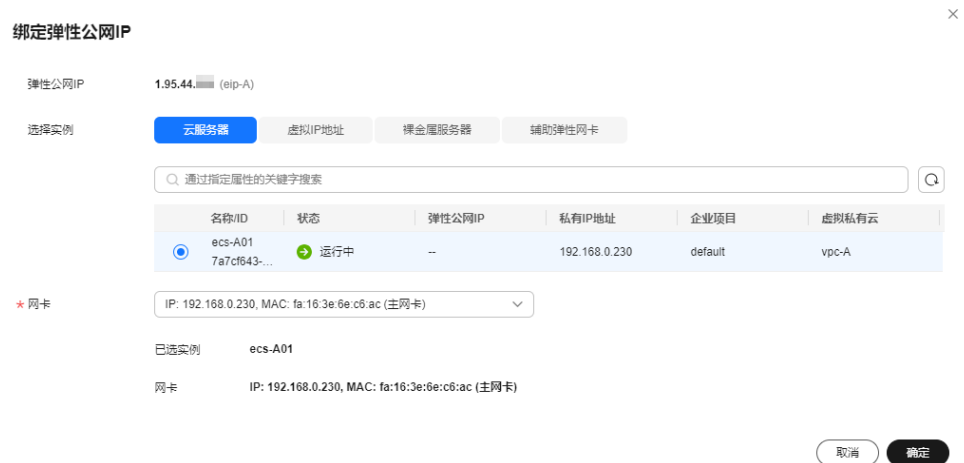 绑定弹性公网IP
弹性公网IP 1.95.44. (eip-A)
选择实例 云服务器 虚拟IP地址 裸金属服务器 辅助弹性网卡
通过指定属性的关键字搜索
名称/ID 状态 弹性公网IP 私有IP地址 企业项目 虚拟私有云
ecs-A01
7a7cf643-... 运行中 -- 192.168.0.230 default vpc-A
* 网卡 IP: 192.168.0.230, MAC: fa:16:3e:6e:c6:ac (主网卡)
已选实例 ecs-A01
网卡 IP: 192.168.0.230, MAC: fa:16:3e:6e:c6:ac (主网卡)
取消 确定